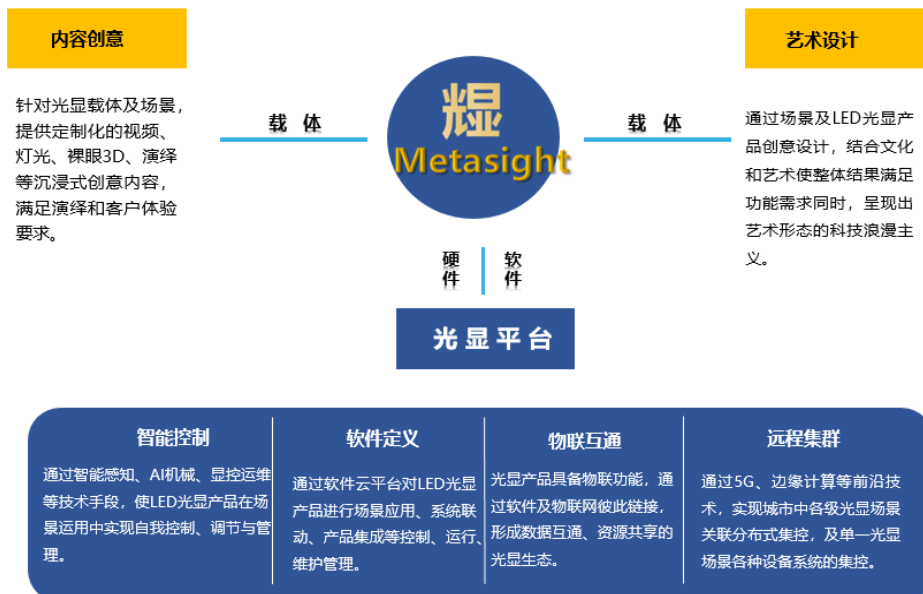 内容创意
针对光显载体及场景，
提供定制化的视频、
灯光、裸眼3D、演绎
等沉浸式创意内容，
满足演绎和客户体验
要求。
载 体
Metasight
载 体
艺术设计
通过场景及LED光显产
品创意设计，结合文化
和艺术使整体结果满足
功能需求同时，呈现出
艺术形态的科技浪漫主
义。
硬件
软件
光显平台
智能控制
通过智能感知、AI机械、显控运维
等技术手段，使LED光显产品在场
景运用中实现自我控制、调节与管
理。
软件定义
通过软件云平台对LED光显
产品进行场景应用、系统联
动、产品集成等控制、运行、
维护管理。
物联互通
光显产品具备物联功能，通
过软件及物联网彼此链接，
形成数据互通、资源共享的
光显生态。
远程集群
通过5G、边缘计算等前沿技
术，实现城市中各级光显场景
关联分布式集控，及单一光显
场景各种设备系统的集控。